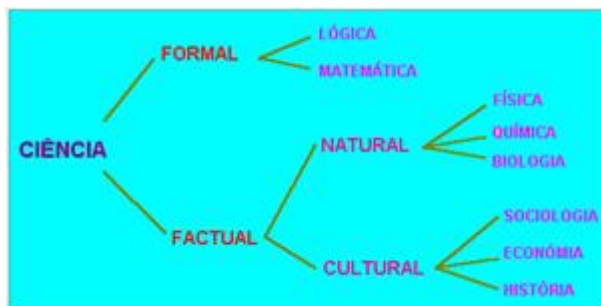 CIÊNCIA
FORMAL
LÓGICA
MATEMÁTICA
FACTUAL
NATURAL
FÍSICA
QUÍMICA
BIOLOGIA
CULTURAL
SOCIOLOGIA
ECONÓMIA
HISTÓRIA